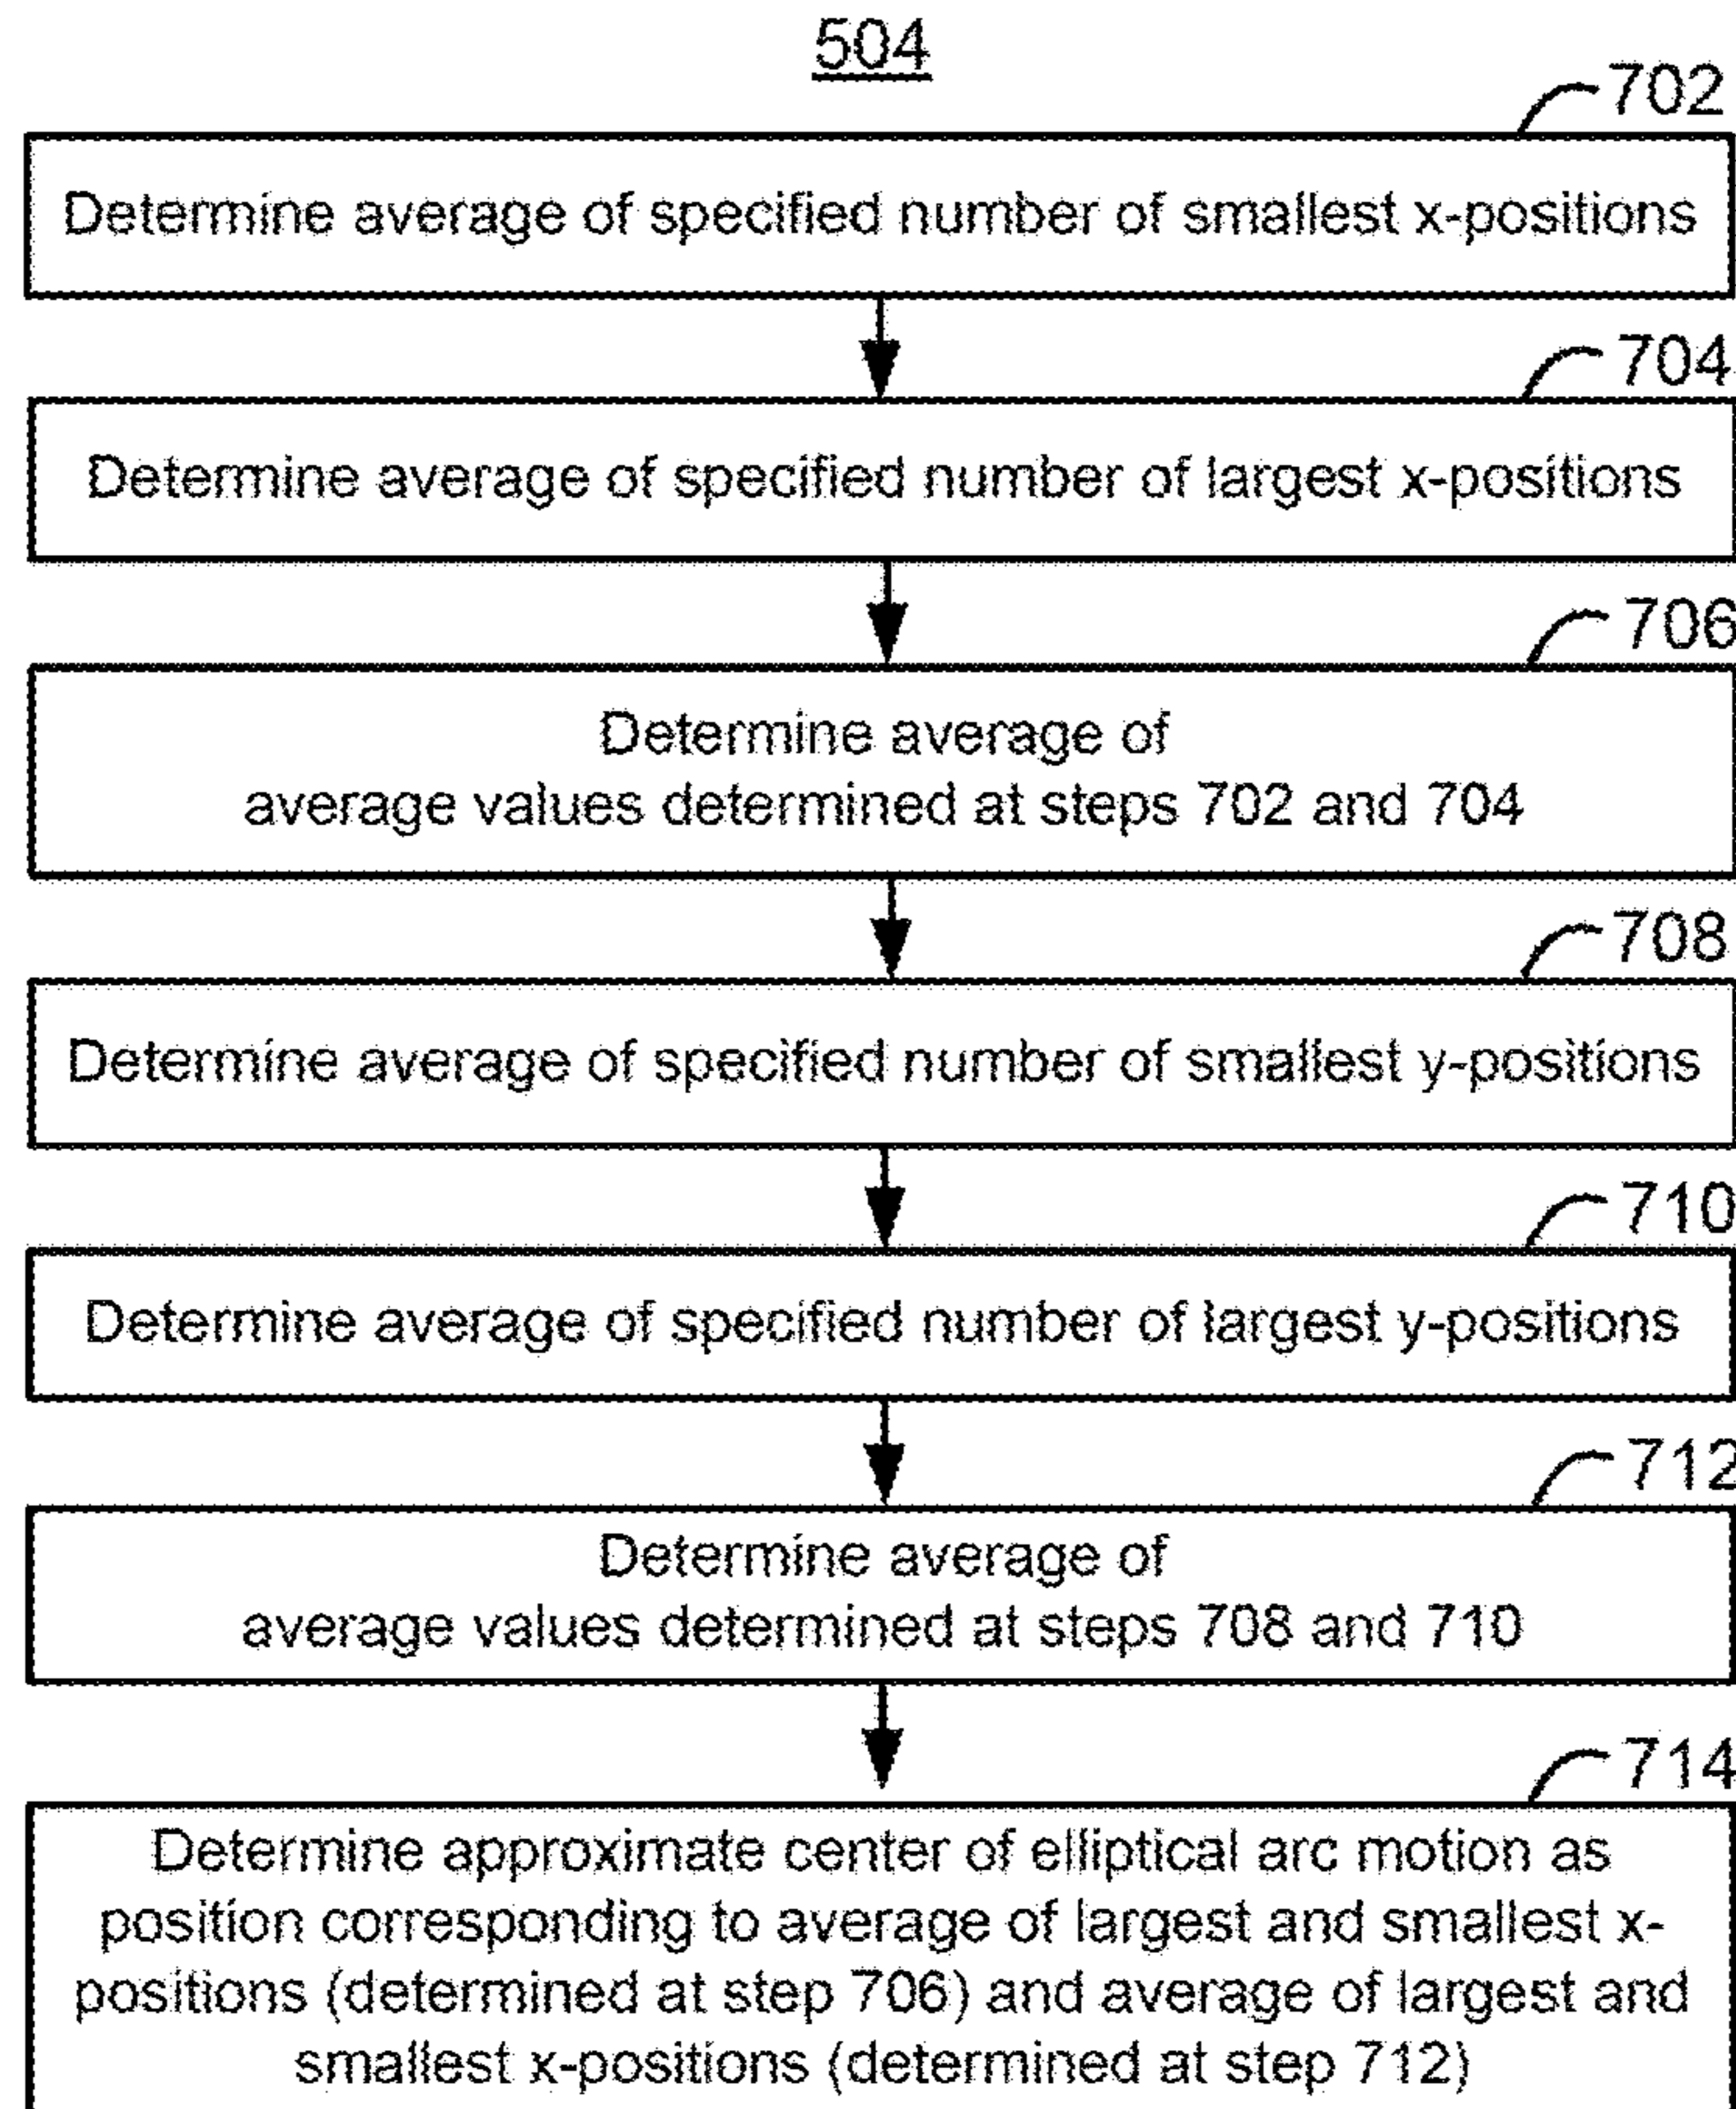 504
702
Determine average of specified number of smallest x-positions
704
Determine average of specified number of largest x-positions
706
Determine average of
average values determined at steps 702 and 704
708
Determine average of specified number of smallest y-positions
710
Determine average of specified number of largest y-positions
712
Determine average of
average values determined at steps 708 and 710
714
Determine approximate center of elliptical arc motion as
position corresponding to average of largest and smallest x-
positions (determined at step 706) and average of largest and
smallest x-positions (determined at step 712)